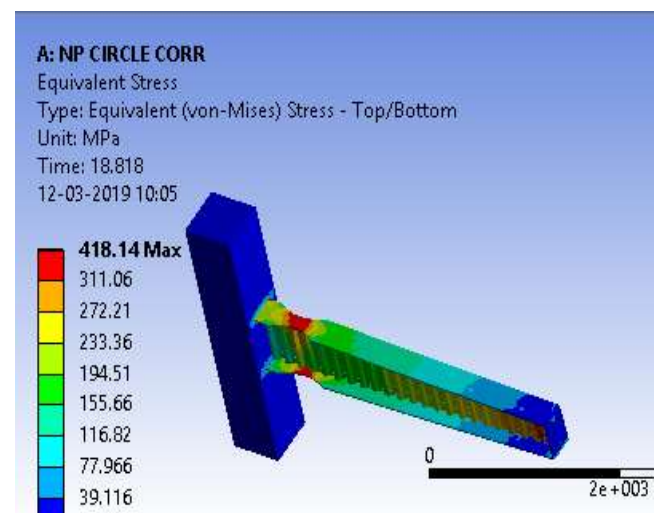 A: NP CIRCLE CORR
Equivalent Stress
Type: Equivalent (von-Mises) Stress - Top/Bottom
Unit: MPa
Time: 18.818
12-03-2019 10:05
418.14 Max
311.06
272.21
233.36
194.51
155.66
116.82
77.966
39.116
0
2e+003